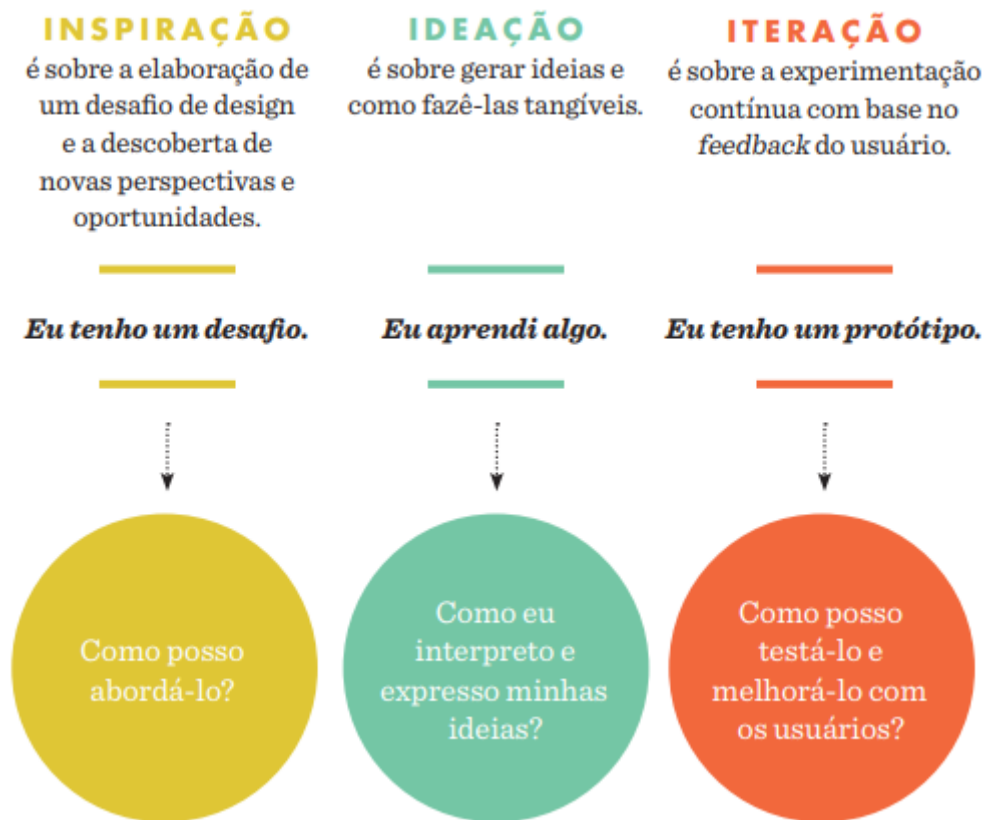 INSPIRAÇÃO
é sobre a elaboração de
um desafio de design
e a descoberta de
novas perspectivas e
oportunidades.
Eu tenho um desafio.
Como posso
abordá-lo?
IDEAÇÃO
é sobre gerar ideias e
como fazê-las tangíveis.
Eu aprendi algo.
Como eu
interpreto e
expresso minhas
ideias?
ITERAÇÃO
é sobre a experimentação
contínua com base no
feedback do usuário.
Eu tenho um protótipo.
Como posso
testá-lo e
melhorá-lo com
os usuários?